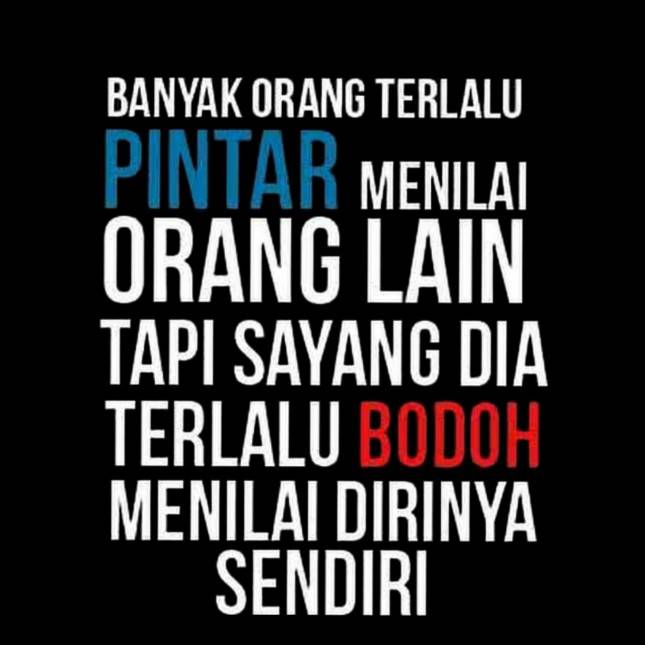 BANYAK ORANG TERLALU
PINTAR MENILAI
ORANG LAIN
TAPI SAYANG DIA
TERLALU BODOH
MENILAI DIRINYA
SENDIRI